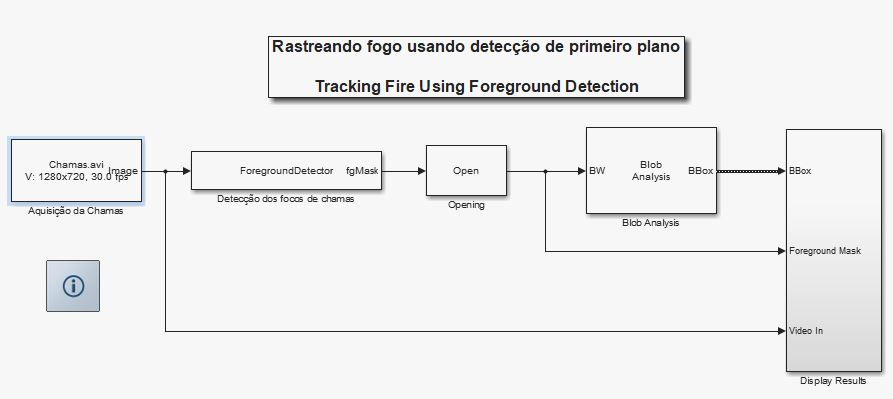 Rastreando fogo usando detecção de primeiro plano
Tracking Fire Using Foreground Detection
Chamas.avi
V: 1280x720, 30.0 fps
Image
Aquisição da Chamas
ForegroundDetector
fgMask
Detecção dos focos de chamas
Open
Opening
BW
Blob
Analysis
BBox
Blob Analysis
BBox
Foreground Mask
Video In
Display Results